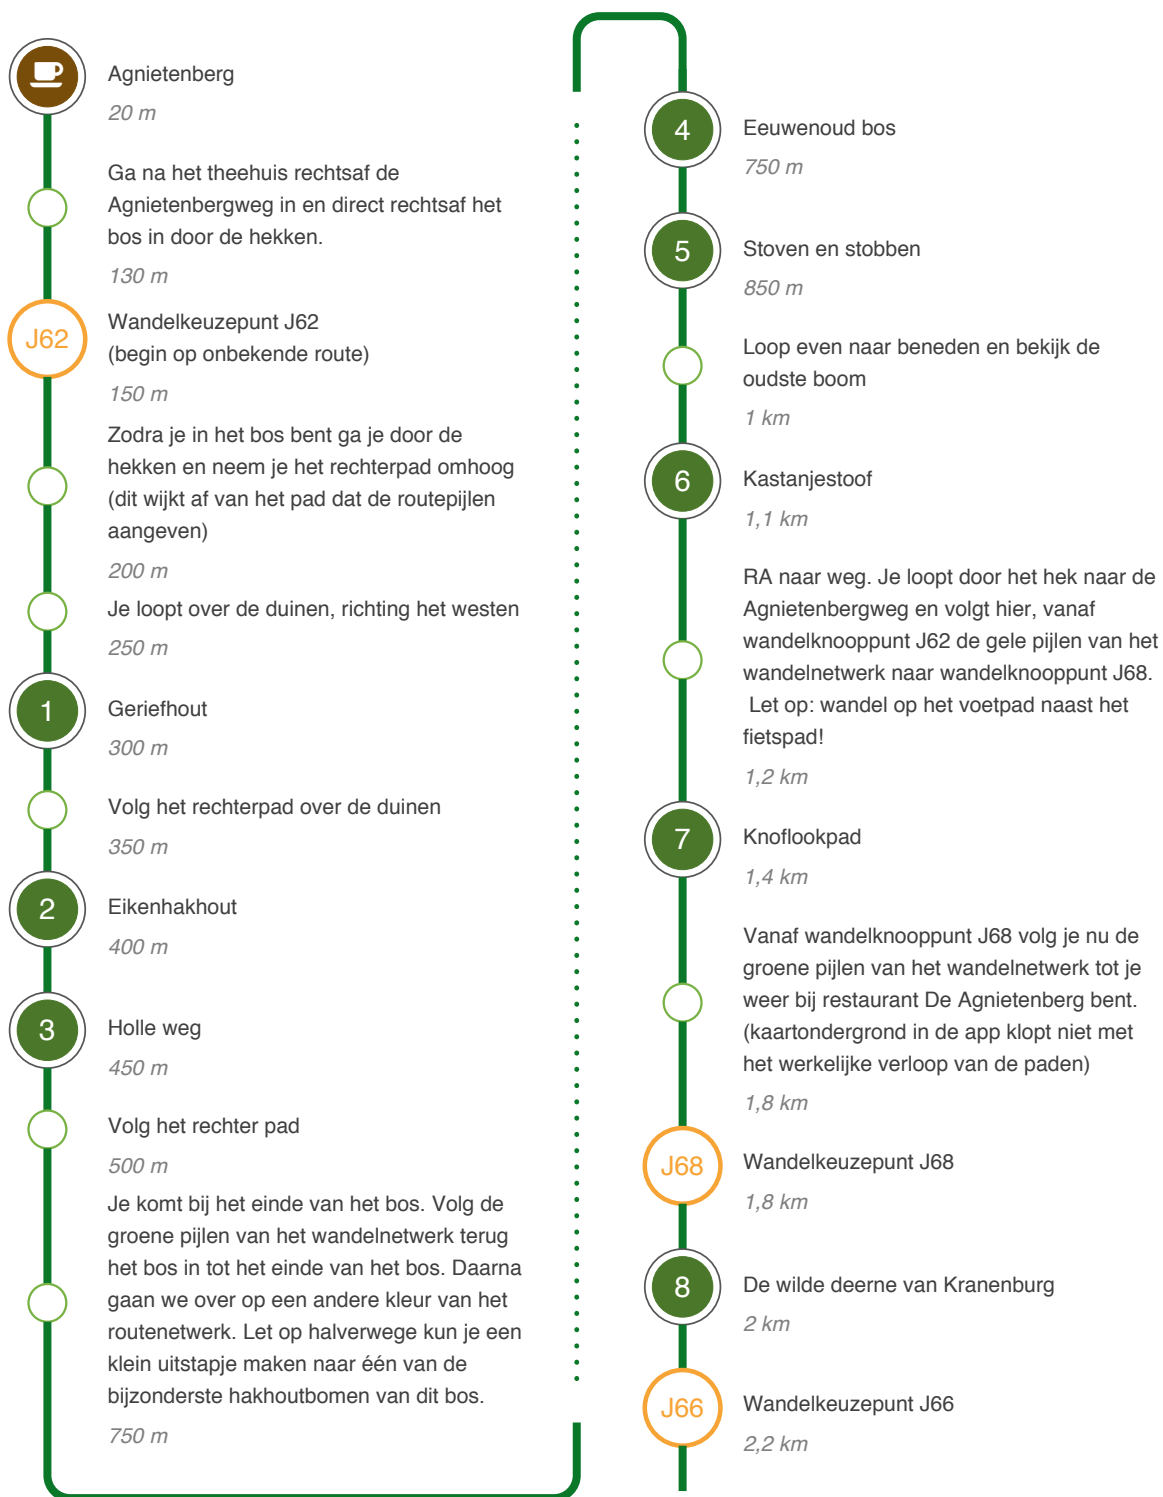 Agnietenberg
20 m
Ga na het theehuis rechtsaf de
Agnietenbergweg in en direct rechtsaf het
bos in door de hekken.
130 m
J62
Wandelkeuzepunt J62
(begin op onbekende route)
150 m
Zodra je in het bos bent ga je door de
hekken en neem je het rechterpad omhoog
(dit wijkt af van het pad dat de routepijlen
aangeven)
200 m
Je loopt over de duinen, richting het westen
250 m
1
Geriefhout
300 m
Volg het rechterpad over de duinen
350 m
2
Eikenhakhout
400 m
3
Holle weg
450 m
Volg het rechter pad
500 m
Je komt bij het einde van het bos. Volg de
groene pijlen van het wandelnetwerk terug
het bos in tot het einde van het bos. Daarna
gaan we over op een andere kleur van het
routenetwerk. Let op halverwege kun je een
klein uitstapje maken naar één van de
bijzonderste hakhoutbomen van dit bos.
750 m
4
Eeuwenoud bos
750 m
5
Stoven en stobben
850 m
Loop even naar beneden en bekijk de
oudste boom
1 km
6
Kastanjestoof
1,1 km
RA naar weg. Je loopt door het hek naar de
Agnietenbergweg en volgt hier, vanaf
wandelknooppunt J62 de gele pijlen van het
wandelnetwerk naar wandelknooppunt J68.
Let op: wandel op het voetpad naast het
fietspad!
1,2 km
7
Knoflookpad
1,4 km
Vanaf wandelknooppunt J68 volg je nu de
groene pijlen van het wandelnetwerk tot je
weer bij restaurant De Agnietenberg bent.
(kaartondergrond in de app klopt niet met
het werkelijke verloop van de paden)
1,8 km
J68
Wandelkeuzepunt J68
1,8 km
8
De wilde deerne van Kranenburg
2 km
J66
Wandelkeuzepunt J66
2,2 km